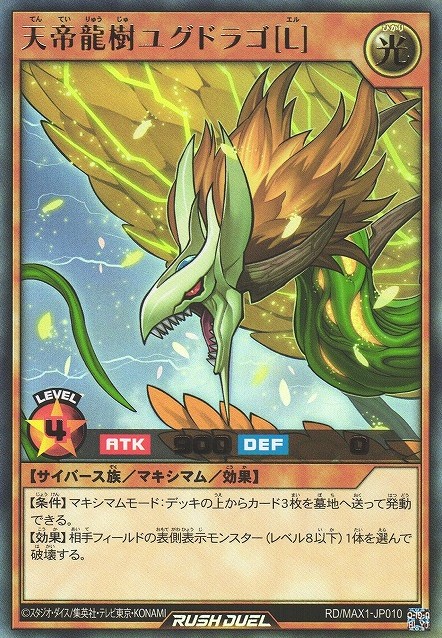 天帝龍樹ユグドラゴ[L]
光
LEVEL
4
ATK 900 DEF 0
【サイバース族／マキシマム／効果】
【条件】マキシマムモード：デッキの上からカード3枚を墓地へ送って発動
できる。
【効果】相手フィールドの表側表示モンスター（レベル8以下）1体を選んで
破壊する。
©スタジオ・ダイス/集英社・テレビ東京・KONAMI RUSH DUEL RD/MAX1-JP010